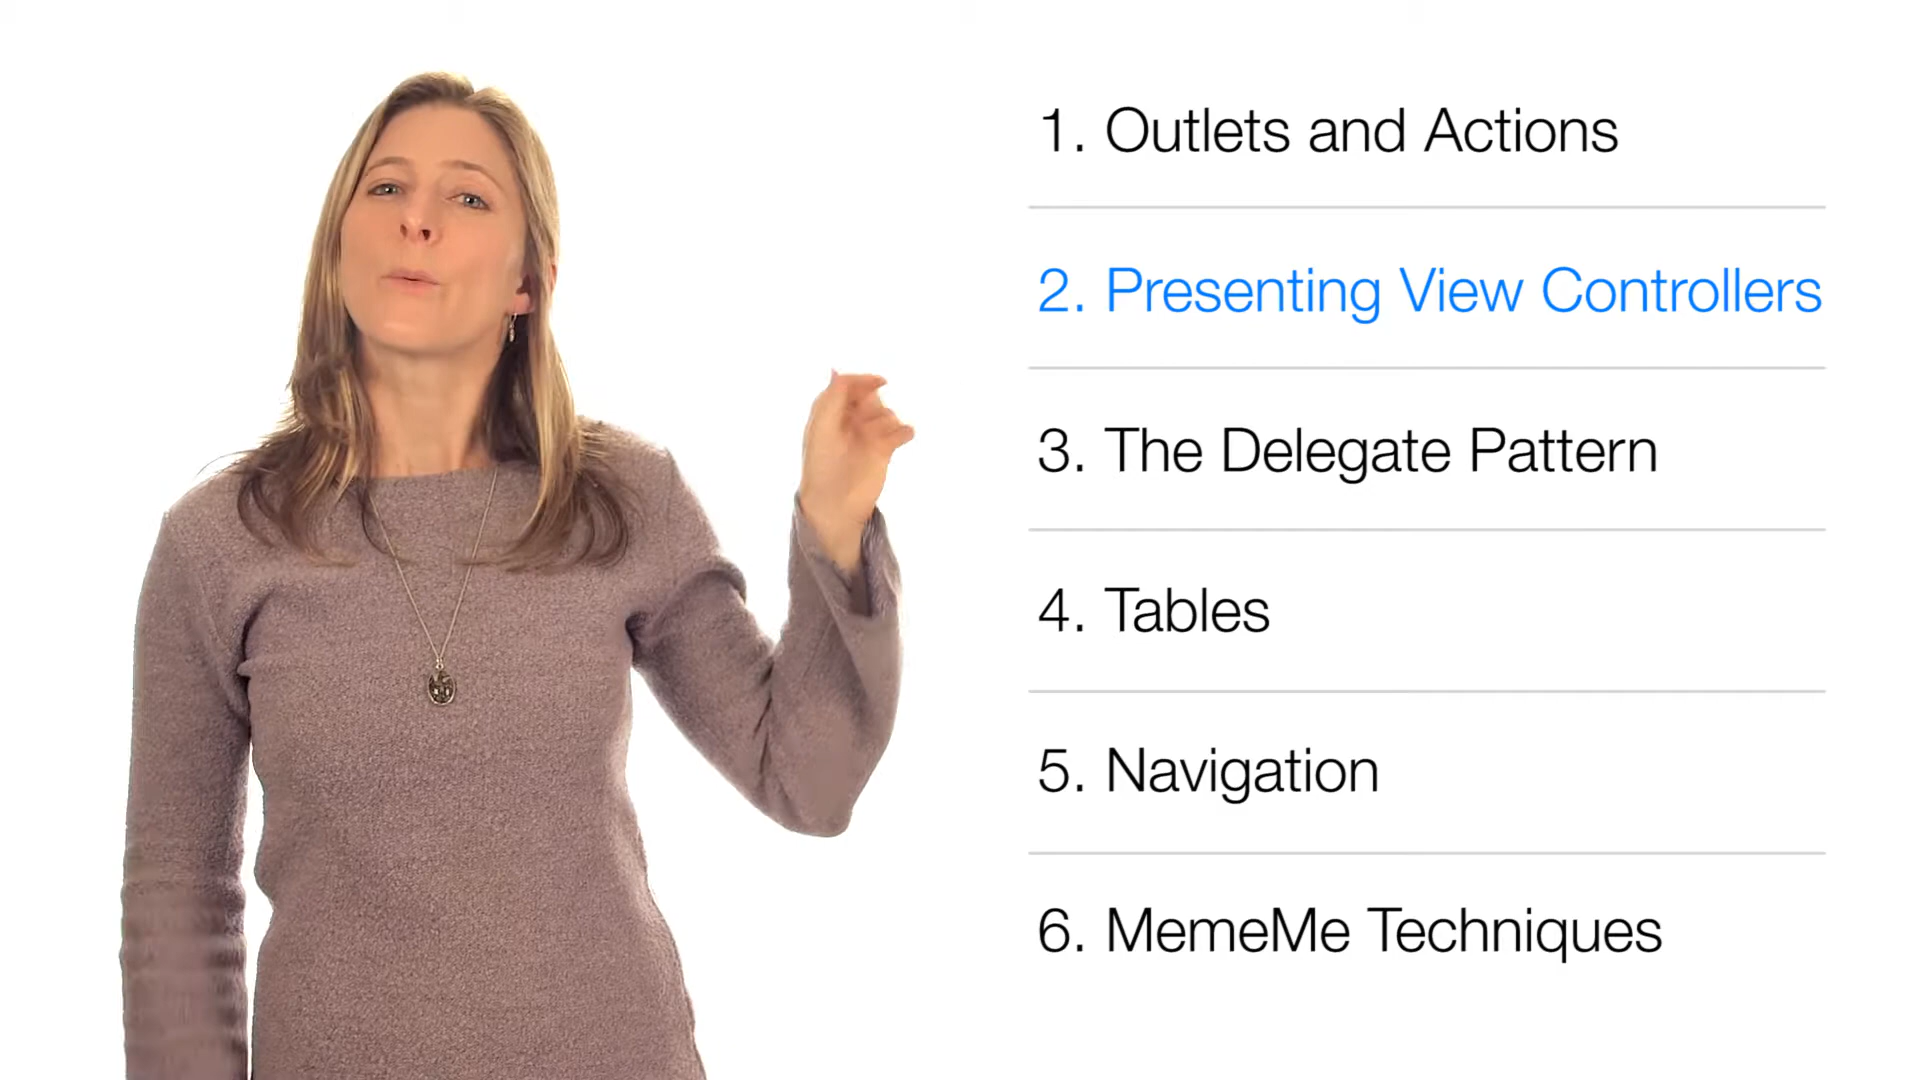 1. Outlets and Actions
2. Presenting View Controllers
3. The Delegate Pattern
4. Tables
5. Navigation
6. MemeMe Techniques